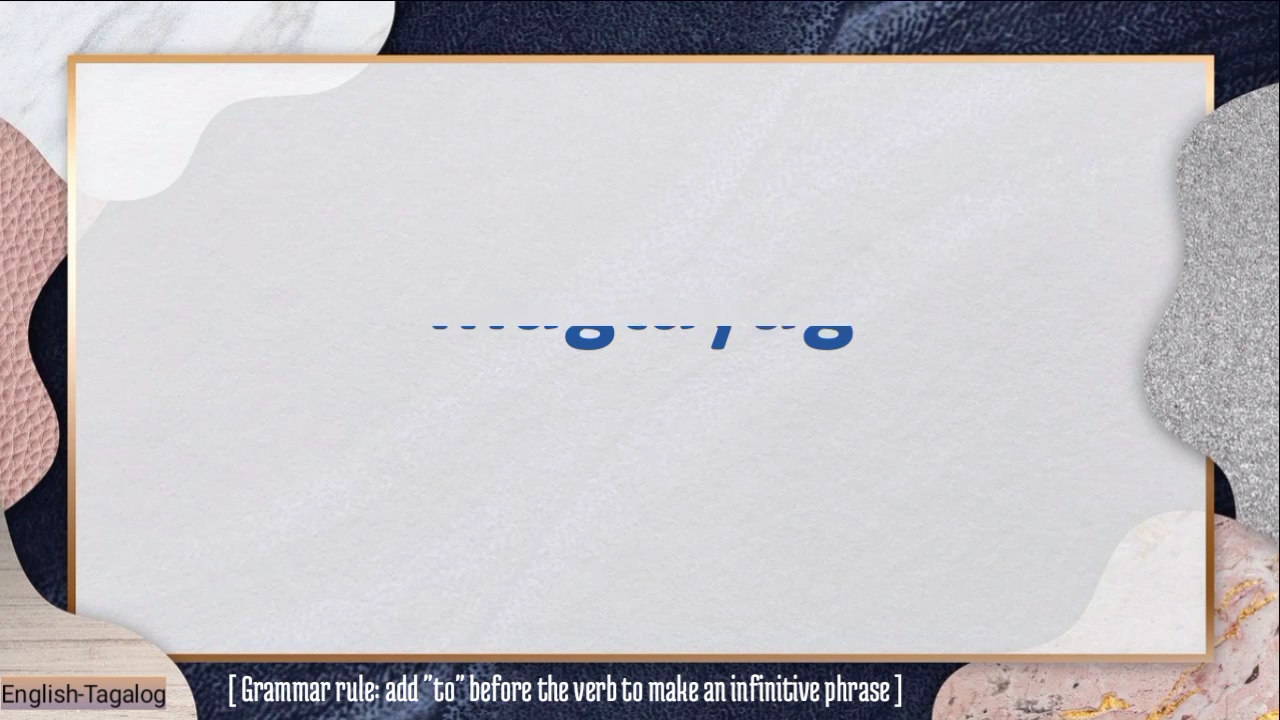 English-Tagalog
[ Grammar rule: add "to" before the verb to make an infinitive phrase ]